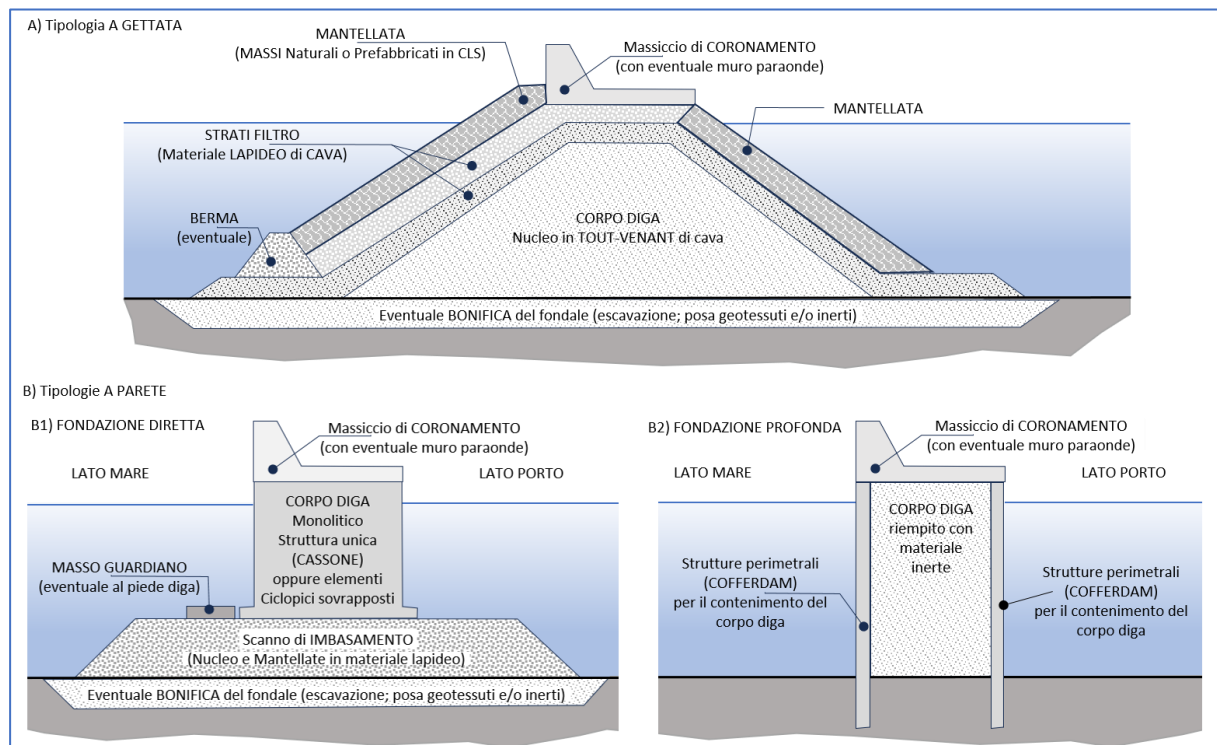 A) Tipologia A GETTATA
MANTELLATA
(MASSI Naturali o Prefabbricati in CLS)
Massiccio di CORONAMENTO
(con eventuale muro paraonde)
MANTELLATA
STRATI FILTRO
(Materiale LAPIDEO di CAVA)
BERMA
(eventuale)
CORPO DIGA
Nucleo in TOUT-VENANT di cava
Eventuale BONIFICA del fondale (escavazione; posa geotessuti e/o inerti)
B) Tipologie A PARETE
B1) FONDAZIONE DIRETTA
Massiccio di CORONAMENTO
(con eventuale muro paraonde)
LATO MARE
LATO PORTO
CORPO DIGA
Monolitico
Struttura unica
(CASSONE)
oppure elementi
Ciclopici sovrapposti
MASSO GUARDIANO
(eventuale al piede diga)
Scanno di IMBASAMENTO
(Nucleo e Mantellate in materiale lapideo)
Eventuale BONIFICA del fondale (escavazione; posa geotessuti e/o inerti)
B2) FONDAZIONE PROFONDA
Massiccio di CORONAMENTO
(con eventuale muro paraonde)
LATO MARE
LATO PORTO
CORPO DIGA
riempito con
materiale
inerte
Strutture perimetrali
(COFFERDAM)
per il contenimento del
corpo diga
Strutture perimetrali
(COFFERDAM)
per il contenimento del
corpo diga